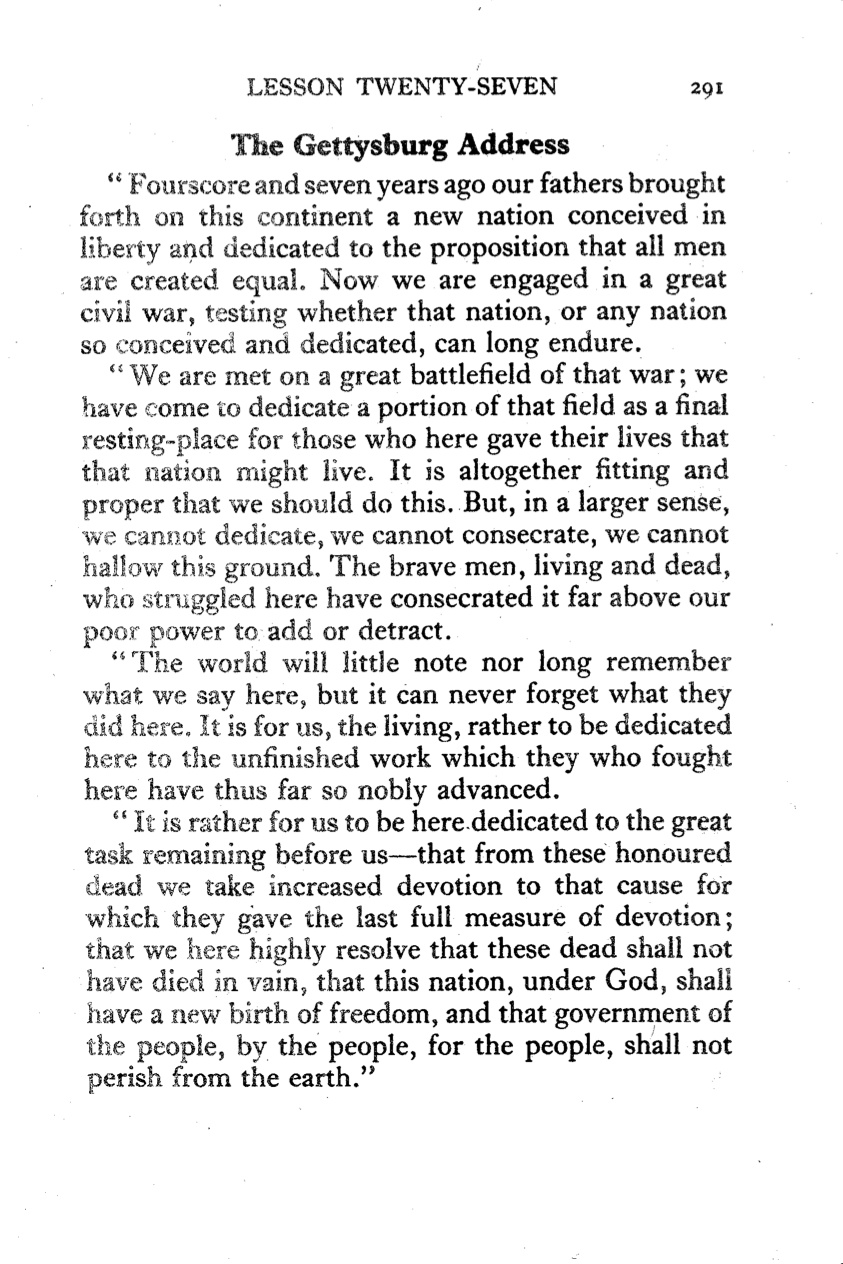 LESSON TWENTY-SEVEN 291
The Gettysburg Address
“Fourscore and seven years ago our fathers brought
forth on this continent a new nation conceived in
liberty and dedicated to the proposition that all men
are created equal. Now we are engaged in a great
civil war, testing whether that nation, or any nation
so conceived and dedicated, can long endure.
“We are met on a great battlefield of that war; we
have come to dedicate a portion of that field as a final
resting-place for those who here gave their lives that
that nation might live. It is altogether fitting and
proper that we should do this. But, in a larger sense,
we cannot dedicate, we cannot consecrate, we cannot
hallow this ground. The brave men, living and dead,
who struggled here have consecrated it far above our
poor power to add or detract.
“The world will little note nor long remember
what we say here, but it can never forget what they
did here. It is for us, the living, rather to be dedicated
here to the unfinished work which they who fought
here have thus far so nobly advanced.
“It is rather for us to be here dedicated to the great
task remaining before us—that from these honoured
dead we take increased devotion to that cause for
which they gave the last full measure of devotion;
that we here highly resolve that these dead shall not
have died in vain, that this nation, under God, shall
have a new birth of freedom, and that government of
the people, by the people, for the people, shall not
perish from the earth.”